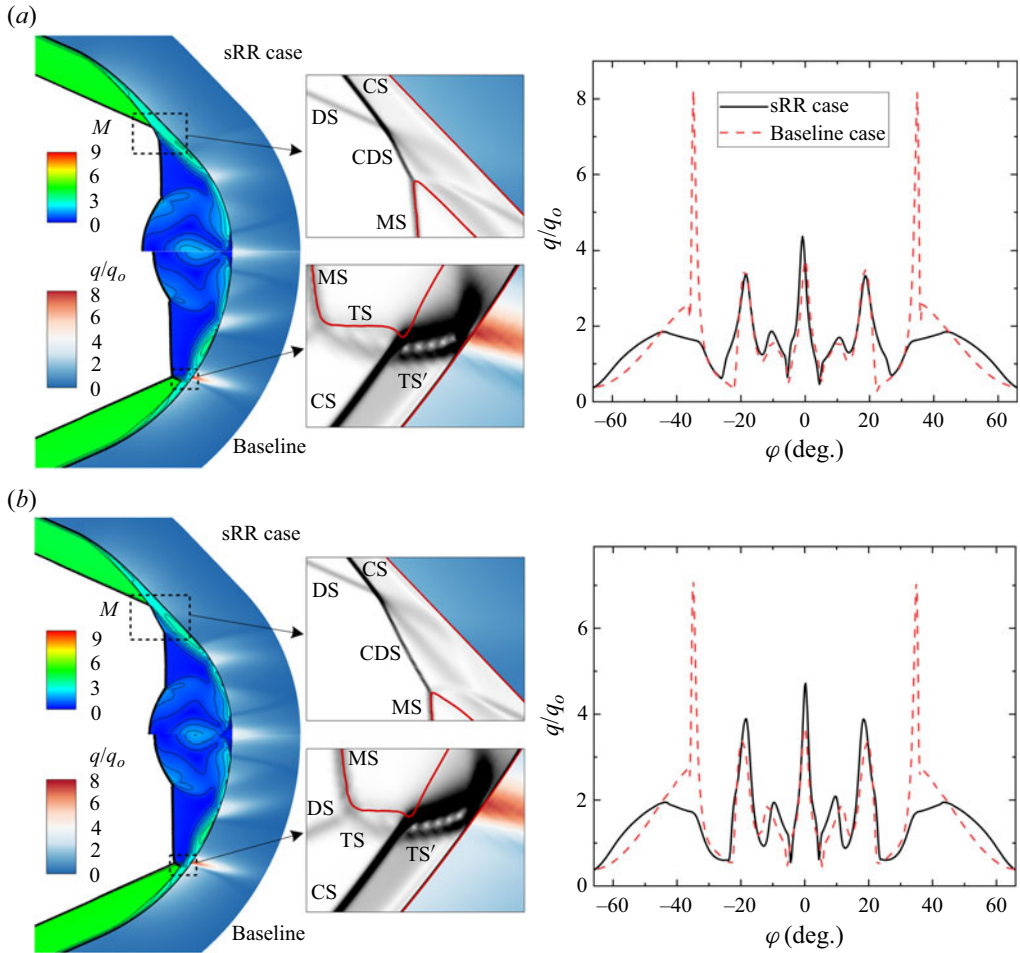 (a)
sRR case
M
9
6
3
0
q/qo
8
6
4
2
0
Baseline
CS
DS
CDS
MS
MS
TS
TS′
CS
sRR case
Baseline case
q/qo
8
6
4
2
0
–60 –40 –20 0 20 40 60
φ (deg.)
(b)
sRR case
M
9
6
3
0
q/qo
8
6
4
2
0
Baseline
CS
DS
CDS
MS
MS
DS
TS
TS′
CS
q/qo
8
6
4
2
0
–60 –40 –20 0 20 40 60
φ (deg.)